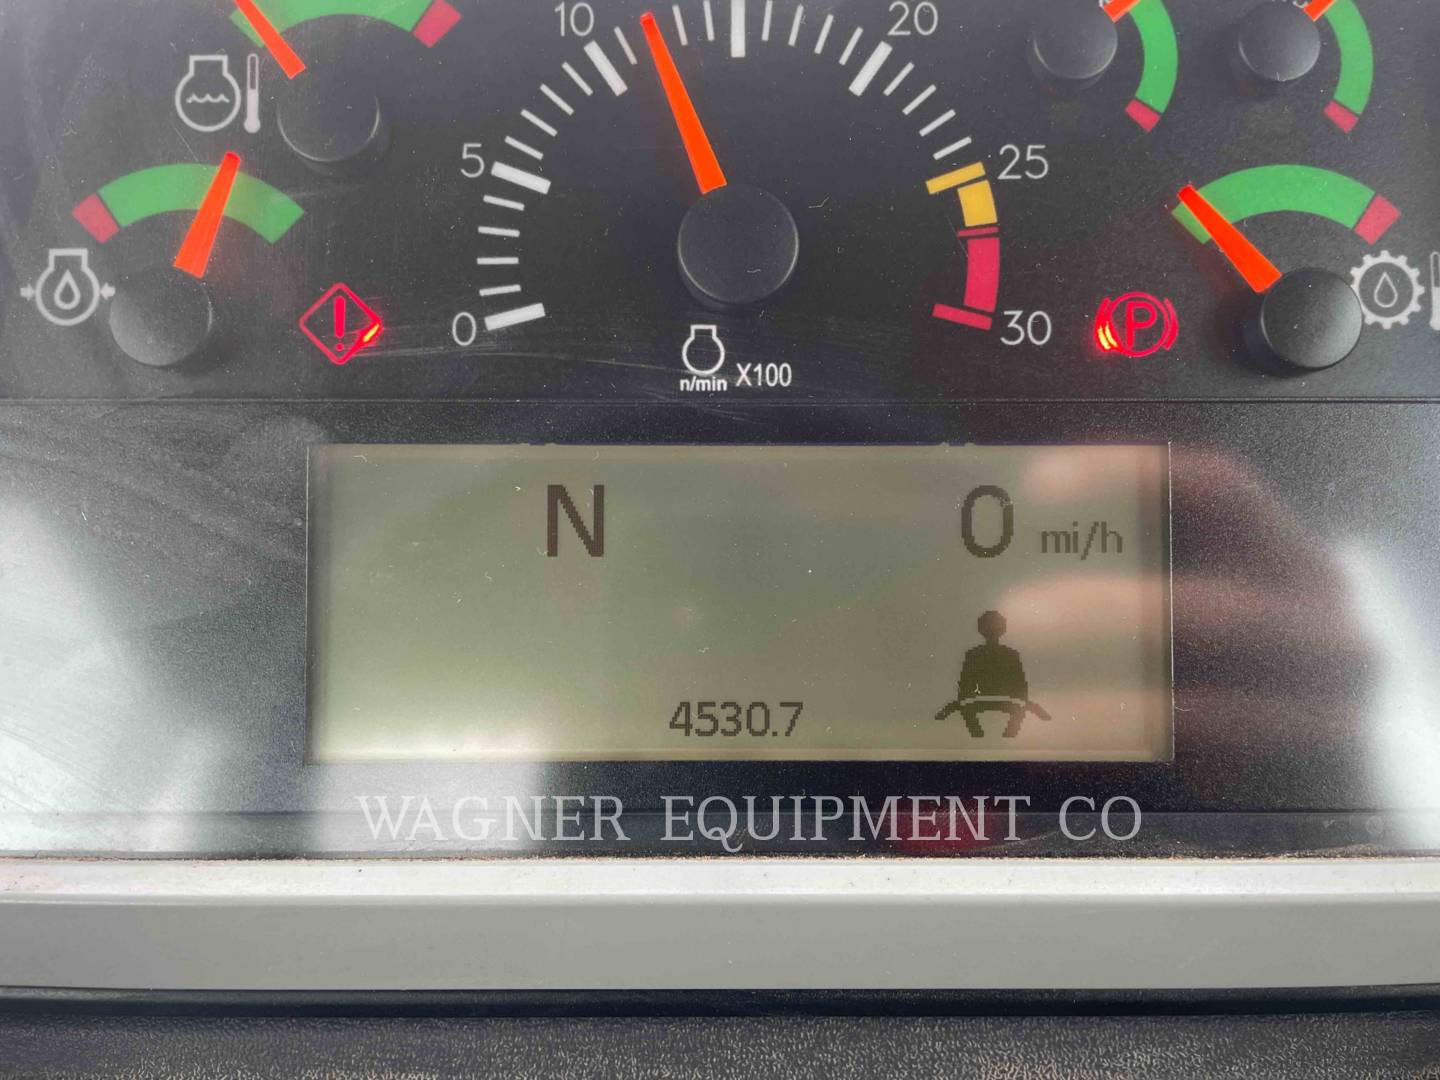 10 20
5 25
0 30
n/min X100
P
N 0 mi/h
4530.7
WAGNER EQUIPMENT CO